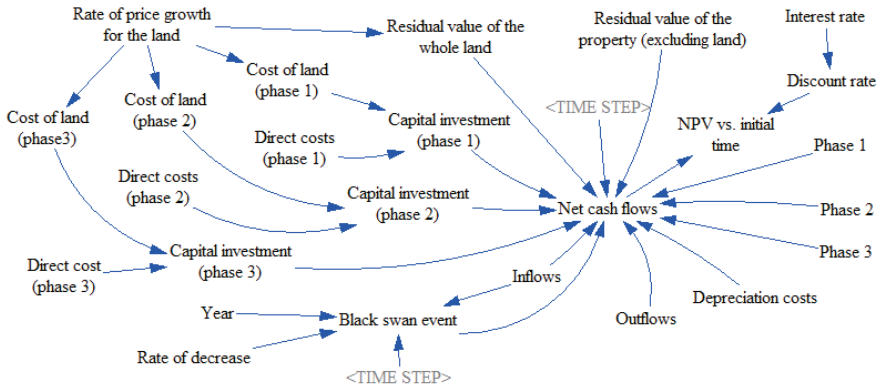 Rate of price growth
for the land
Residual value of the
whole land
Residual value of the
property (excluding land)
Interest rate
Cost of land
(phase 1)
Discount rate
Cost of land
(phase 2)
Cost of land
(phase3)
<TIME STEP>
Capital investment
(phase 1)
NPV vs. initial
time
Direct costs
(phase 1)
Phase 1
Direct costs
(phase 2)
Capital investment
(phase 2)
Net cash flows
Phase 2
Capital investment
(phase 3)
Phase 3
Direct cost
(phase 3)
Inflows
Depreciation costs
Year
Black swan event
Outflows
Rate of decrease
<TIME STEP>